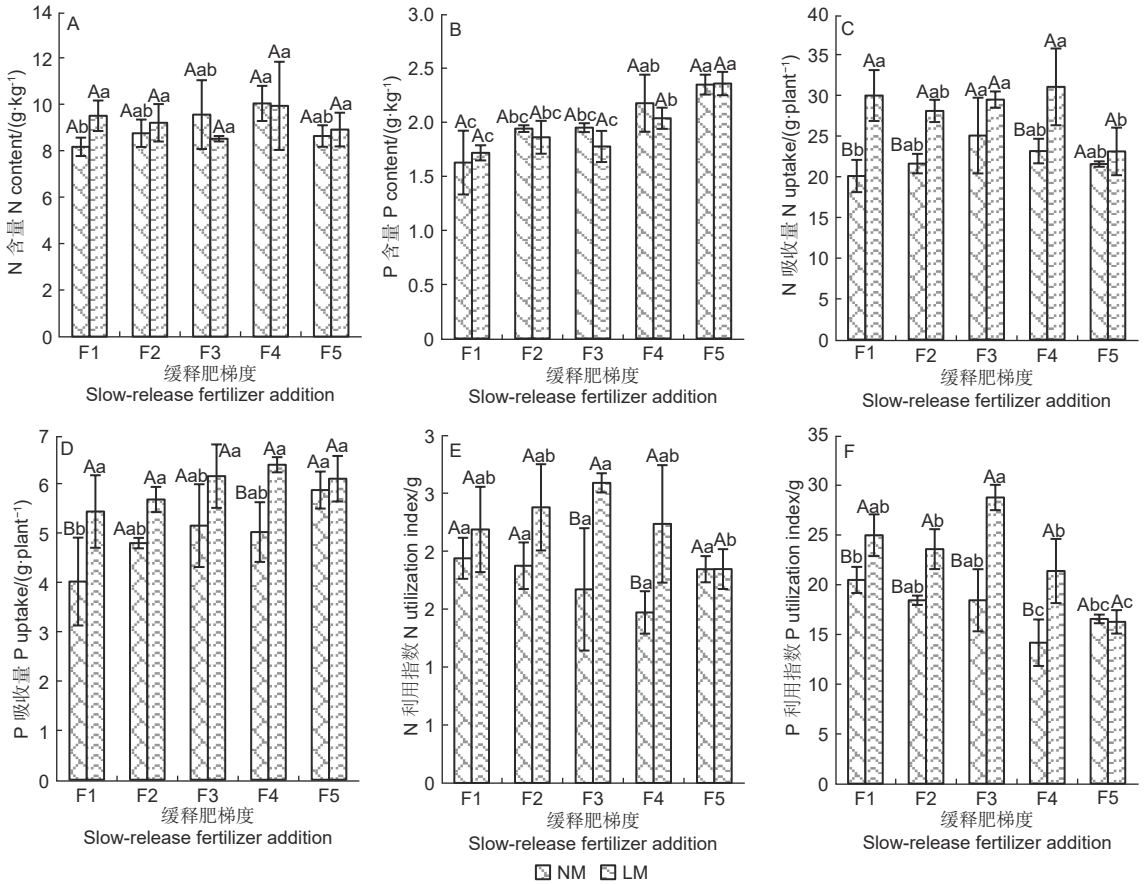 A
N 含量 N content/(g·kg⁻¹)
14
12
10
8
6
4
2
0
Ab
Aa
Aab
Aa
Aab
Aa
Aa
Aa
Aab
Aa
F1 F2 F3 F4 F5
缓释肥梯度
Slow-release fertilizer addition
B
P 含量 P content/(g·kg⁻¹)
3.0
2.5
2.0
1.5
1.0
0.5
0
Ac
Ac
Abc
Abc
Abc
Ac
Aab
Ab
Aa
Aa
F1 F2 F3 F4 F5
缓释肥梯度
Slow-release fertilizer addition
C
N 吸收量 N uptake/(g·plant⁻¹)
40
35
30
25
20
15
10
5
0
Bb
Aa
Bab
Aab
Aa
Aa
Bab
Aa
Aab
Ab
F1 F2 F3 F4 F5
缓释肥梯度
Slow-release fertilizer addition
D
P 吸收量 P uptake/(g·plant⁻¹)
7
6
5
4
3
2
1
0
Bb
Aa
Aab
Aa
Aab
Aa
Bab
Aa
Aa
Aa
F1 F2 F3 F4 F5
缓释肥梯度
Slow-release fertilizer addition
E
N 利用指数 N utilization index/g
3
3
2
2
1
1
0
Aa
Aab
Aa
Aab
Ba
Aa
Ba
Aab
Aa
Ab
F1 F2 F3 F4 F5
缓释肥梯度
Slow-release fertilizer addition
F
P 利用指数 P utilization index/g
35
30
25
20
15
10
5
0
Bb
Aab
Bab
Ab
Bab
Aa
Bc
Ab
Abc
Ac
F1 F2 F3 F4 F5
缓释肥梯度
Slow-release fertilizer addition
NM LM